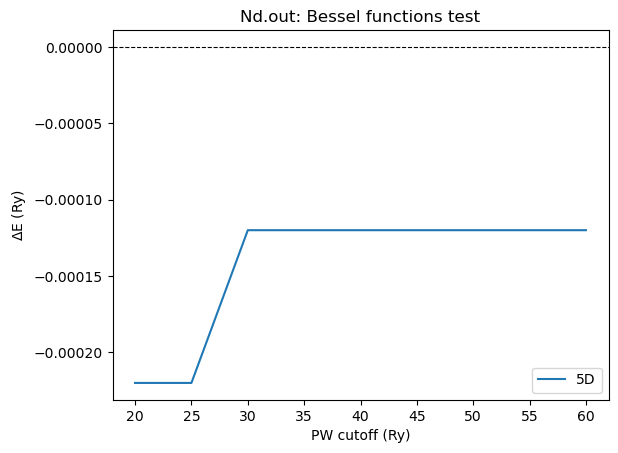 Nd.out: Bessel functions test
0.00000
−0.00005
−0.00010
−0.00015
−0.00020
ΔE (Ry)
5D
20 25 30 35 40 45 50 55 60
PW cutoff (Ry)